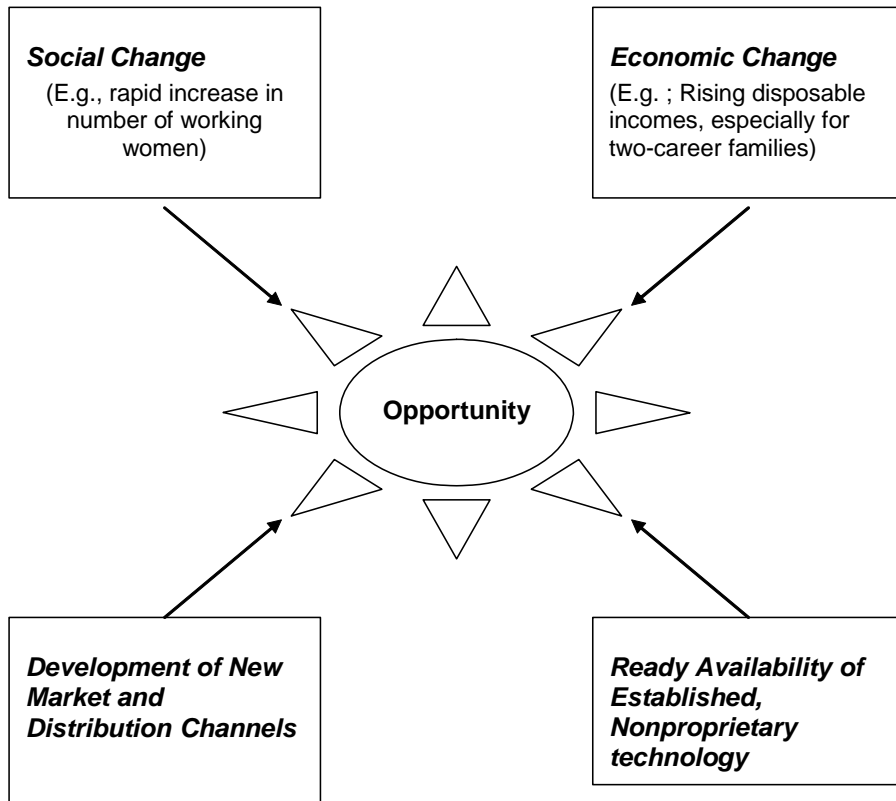 Social Change
(E.g., rapid increase in
number of working
women)
Economic Change
(E.g. ; Rising disposable
incomes, especially for
two-career families)
Opportunity
Development of New
Market and
Distribution Channels
Ready Availability of
Established,
Nonproprietary
technology